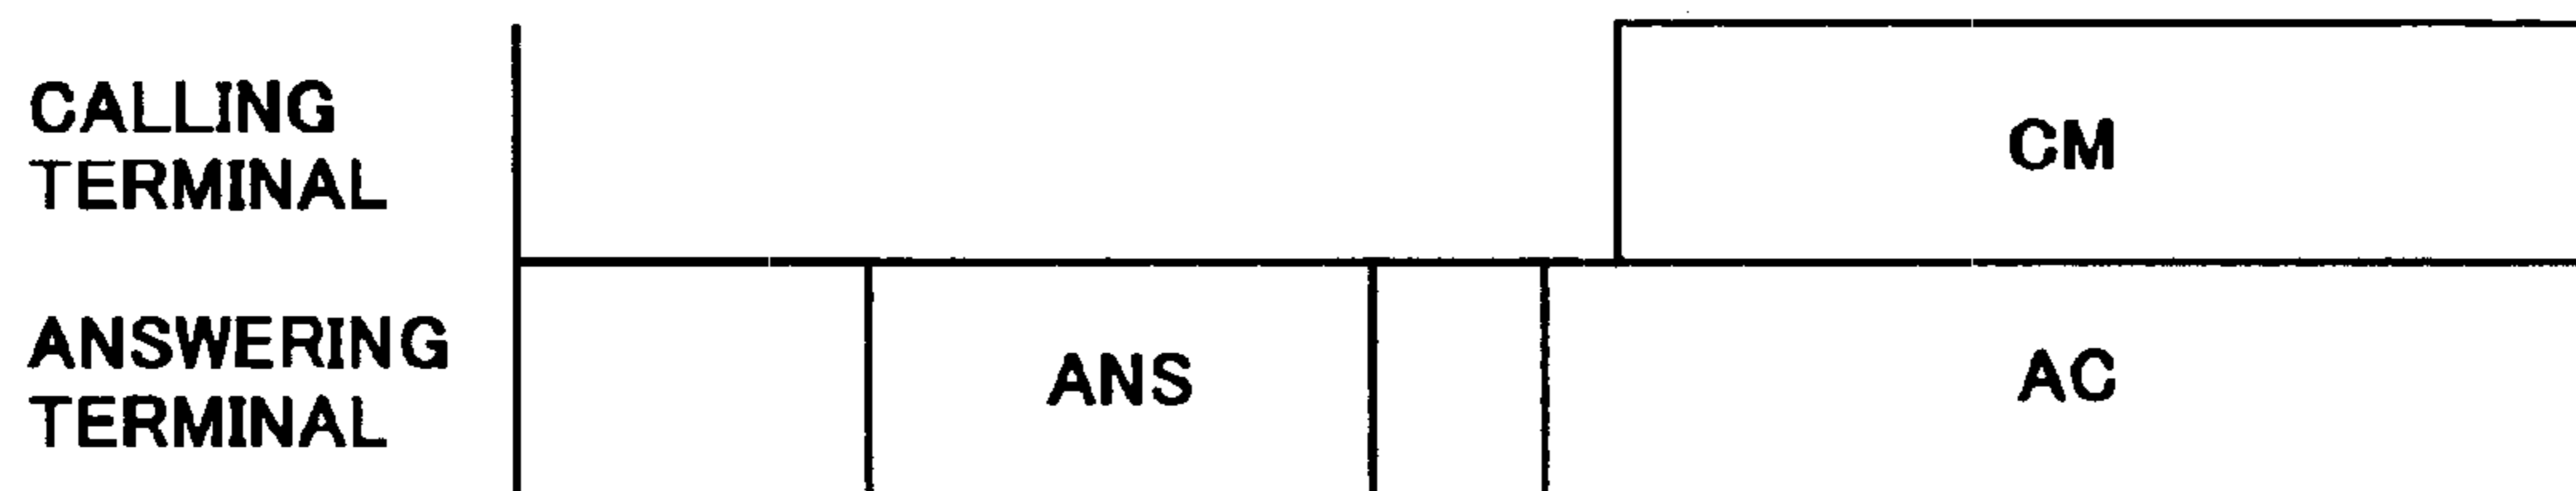 CALLING
TERMINAL
CM
ANSWERING
TERMINAL
ANS
AC